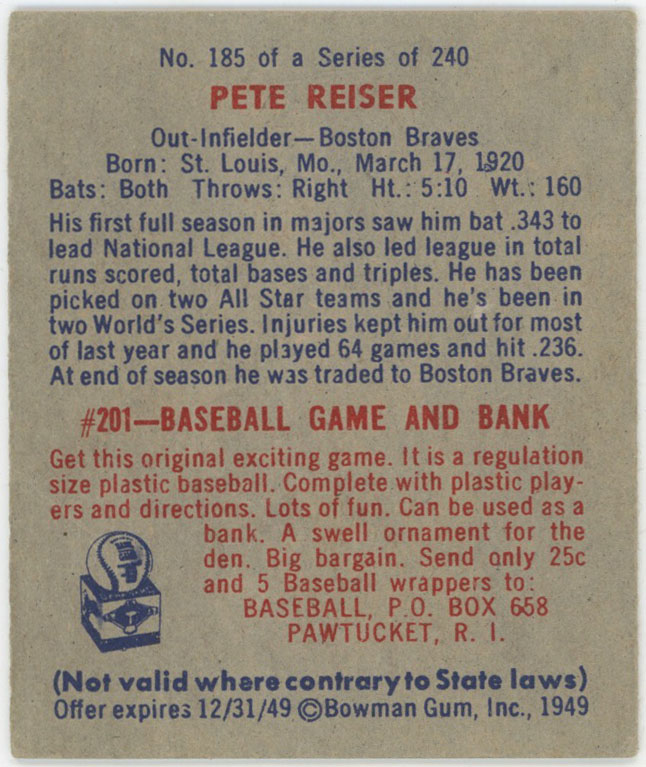 No. 185 of a Series of 240
PETE REISER
Out-Infielder—Boston Braves
Born: St. Louis, Mo., March 17, 1920
Bats: Both Throws: Right Ht.: 5:10 Wt.: 160
His first full season in majors saw him bat .343 to
lead National League. He also led league in total
runs scored, total bases and triples. He has been
picked on two All Star teams and he's been in
two World's Series. Injuries kept him out for most
of last year and he played 64 games and hit .236.
At end of season he was traded to Boston Braves.
#201—BASEBALL GAME AND BANK
Get this original exciting game. It is a regulation
size plastic baseball. Complete with plastic play-
ers and directions. Lots of fun. Can be used as a
bank. A swell ornament for the
den. Big bargain. Send only 25c
and 5 Baseball wrappers to:
BASEBALL, P.O. BOX 658
PAWTUCKET, R. I.
(Not valid where contrary to State laws)
Offer expires 12/31/49 ©Bowman Gum, Inc., 1949